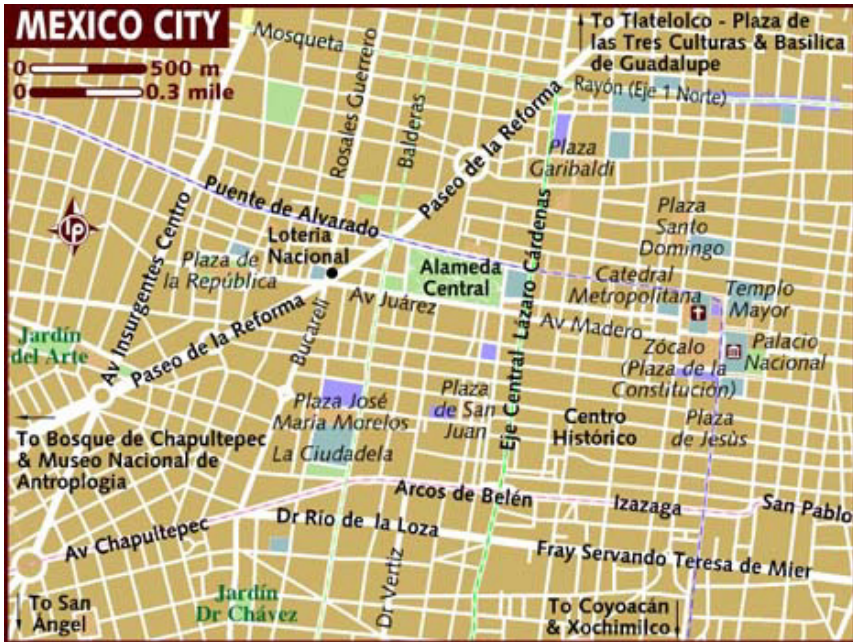 MEXICO CITY
0 500 m
0 0.3 mile
To Tlatelolco - Plaza de
las Tres Culturas & Basilica
de Guadalupe
Mosqueta
Rosales Guerrero
Balderas
Rayón (Eje 1 Norte)
Paseo de la Reforma
Plaza
Garibaldi
Puente de Alvarado
lp
Av Insurgentes Centro
Plaza de
la República
Loteria
Nacional
Alameda
Central
Eje Central Lázaro Cárdenas
Plaza
Santo
Domingo
Catedral
Metropolitana
Templo
Mayor
Av Juárez
Av Madero
Zócalo
(Plaza de la
Constitución)
Palacio
Nacional
Jardín
del Arte
Paseo de la Reforma
Bucareli
Plaza José
Maria Morelos
La Ciudadela
Plaza
de San
Juan
Centro
Histórico
Plaza
de Jesùs
To Bosque de Chapultepec
& Museo Nacional de
Antroplogia
Arcos de Belén
Izazaga
San Pablo
Av Chapultepec
Dr Río de la Loza
Fray Servando Teresa de Mier
Dr Vertiz
Jardín
Dr Chávez
To San
Ángel
To Coyoacán
& Xochimilco